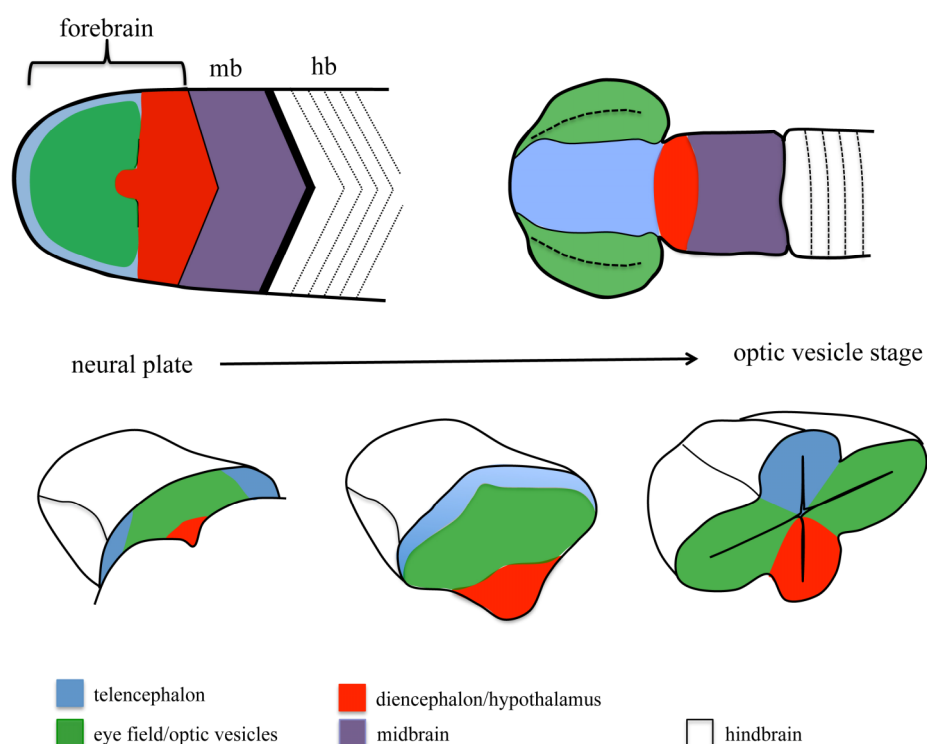 forebrain
mb
hb
neural plate
optic vesicle stage
telencephalon
diencephalon/hypothalamus
eye field/optic vesicles
midbrain
hindbrain